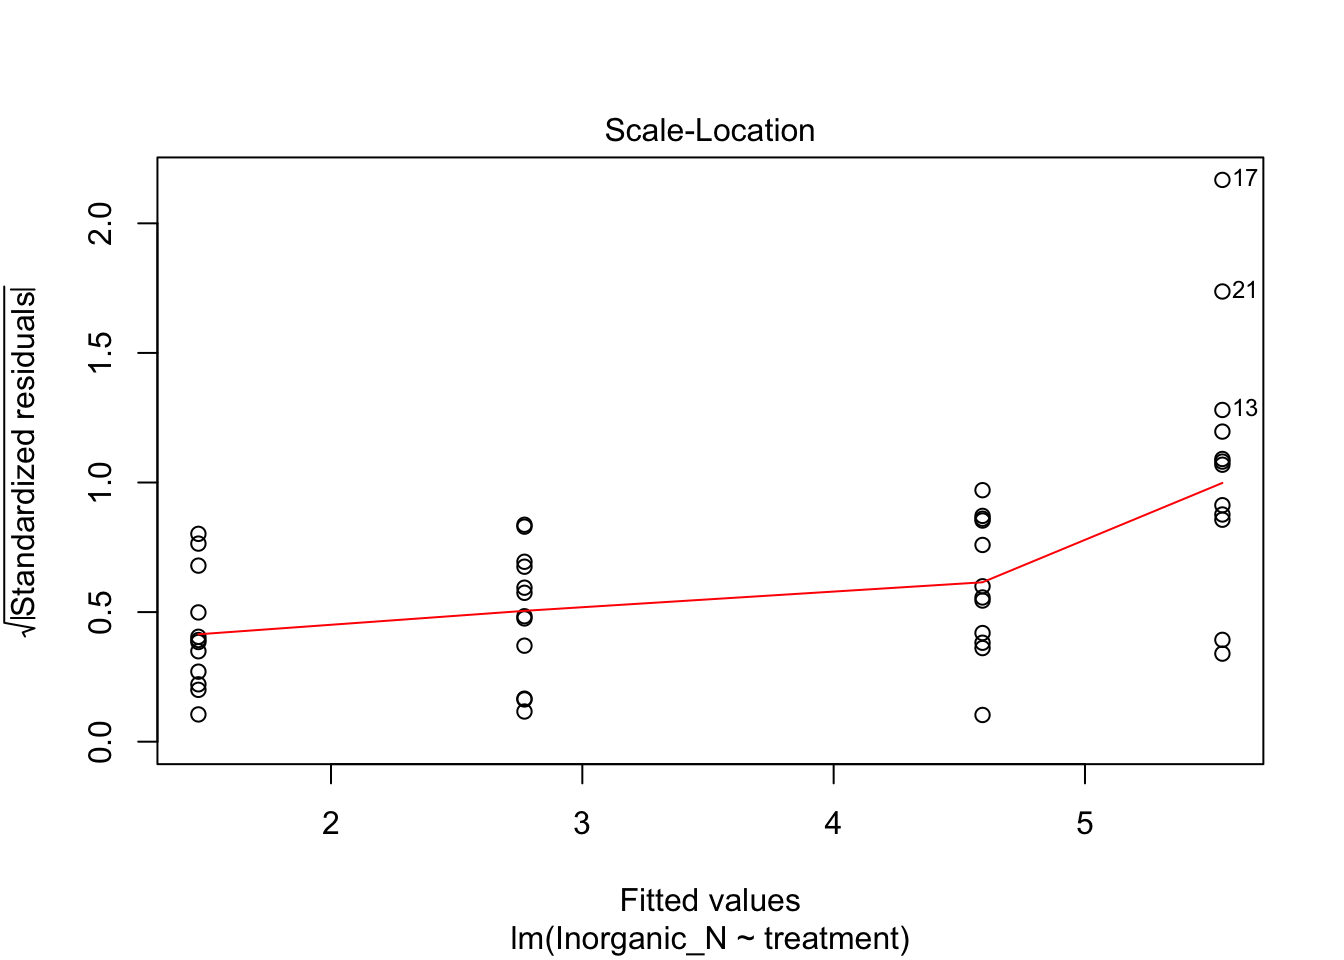 Scale-Location
√|Standardized residuals|
2.0
1.5
1.0
0.5
0.0
17
21
13
2 3 4 5
Fitted values
lm(Inorganic_N ~ treatment)